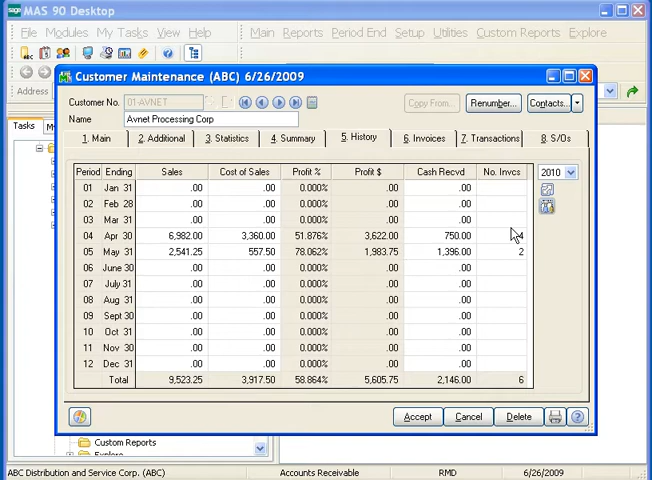 sage MAS 90 Desktop
File Modules My Tasks View Help Main Reports Period End Setup Utilities Custom Reports Explore
Customer Maintenance (ABC) 6/26/2009
Address
Customer No. 01-AVNET Copy From... Renumber... Contacts...
Name Avnet Processing Corp
Tasks
1. Main 2. Additional 3. Statistics 4. Summary 5. History 6. Invoices 7. Transactions 8. S/Os
Period Ending Sales Cost of Sales Profit % Profit $ Cash Recvd No. Invcs 2010
01 Jan 31 .00 .00 0.000% .00 .00
02 Feb 28 .00 .00 0.000% .00 .00
03 Mar 31 .00 .00 0.000% .00 .00
04 Apr 30 6,982.00 3,360.00 51.876% 3,622.00 750.00 4
05 May 31 2,541.25 557.50 78.062% 1,983.75 1,396.00 2
06 June 30 .00 .00 0.000% .00 .00
07 July 31 .00 .00 0.000% .00 .00
08 Aug 31 .00 .00 0.000% .00 .00
09 Sept 30 .00 .00 0.000% .00 .00
10 Oct 31 .00 .00 0.000% .00 .00
11 Nov 30 .00 .00 0.000% .00 .00
12 Dec 31 .00 .00 0.000% .00 .00
Total 9,523.25 3,917.50 58.864% 5,605.75 2,146.00 6
Accept Cancel Delete
Custom Reports
Explore
ABC Distribution and Service Corp. (ABC) Accounts Receivable RMD 6/26/2009